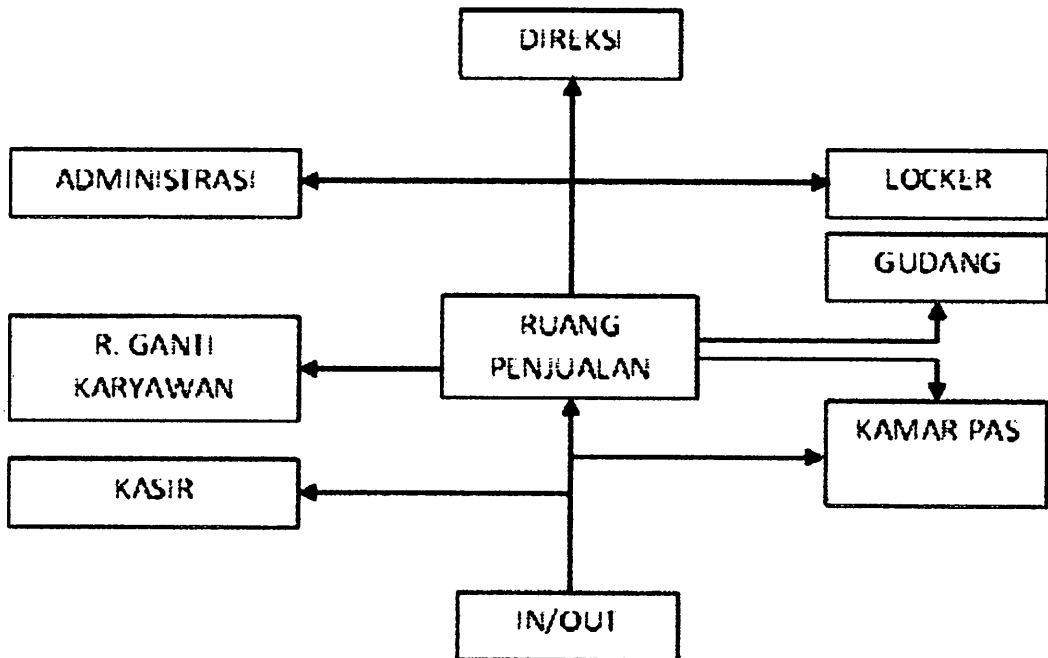 DIREKSI
ADMINISTRASI
LOCKER
GUDANG
RUANG
PENJUALAN
R. GANTI
KARYAWAN
KAMAR PAS
KASIR
IN/OUT